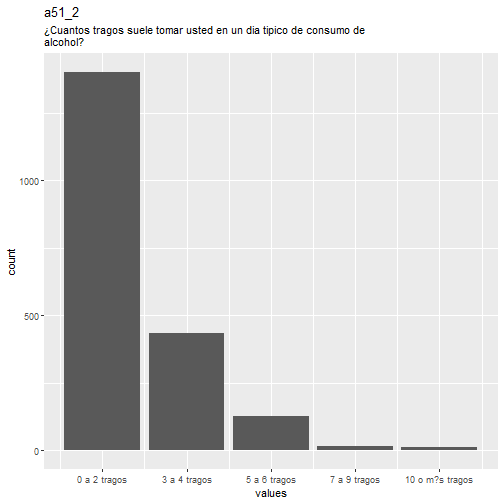 a51_2
¿Cuantos tragos suele tomar usted en un dia tipico de consumo de
alcohol?
1000
500
0
count
0 a 2 tragos
3 a 4 tragos
5 a 6 tragos
7 a 9 tragos
10 o m?s tragos
values